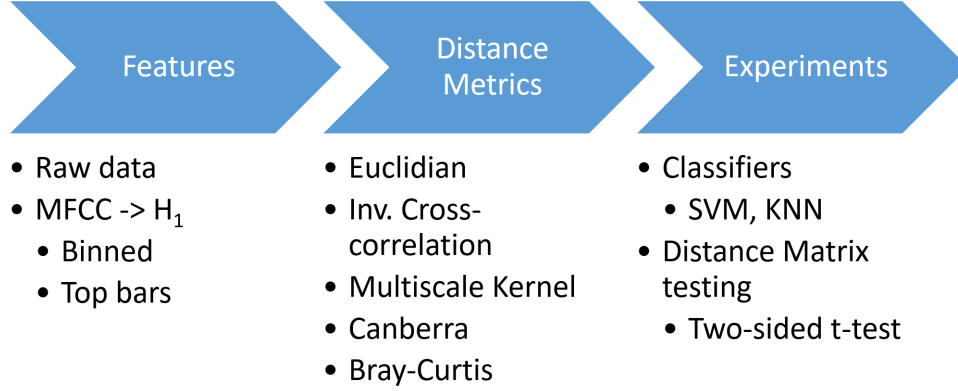 Features
Distance
Metrics
Experiments
• Raw data
• MFCC -> H₁
• Binned
• Top bars
• Euclidian
• Inv. Cross-
correlation
• Multiscale Kernel
• Canberra
• Bray-Curtis
• Classifiers
• SVM, KNN
• Distance Matrix
testing
• Two-sided t-test